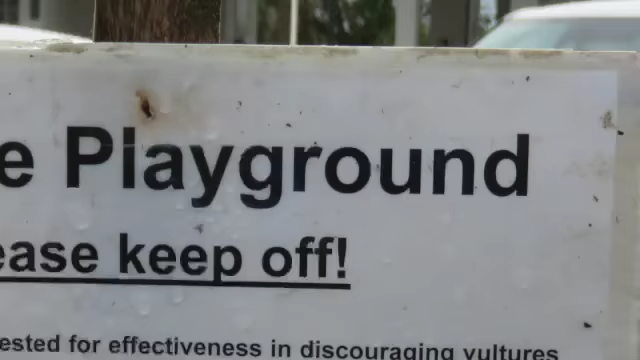 e Playground
ease keep off!
ested for effectiveness in discouraging vultures